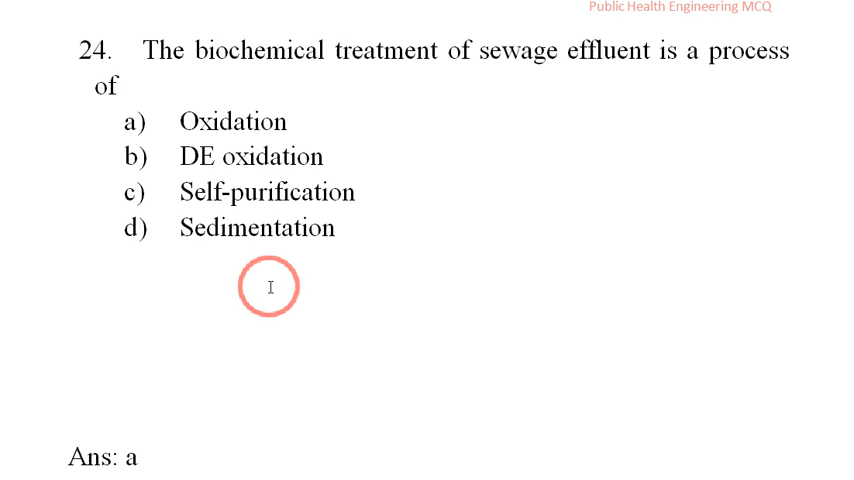 Public Health Engineering MCQ
24. The biochemical treatment of sewage effluent is a process
of
a) Oxidation
b) DE oxidation
c) Self-purification
d) Sedimentation
Ans: a